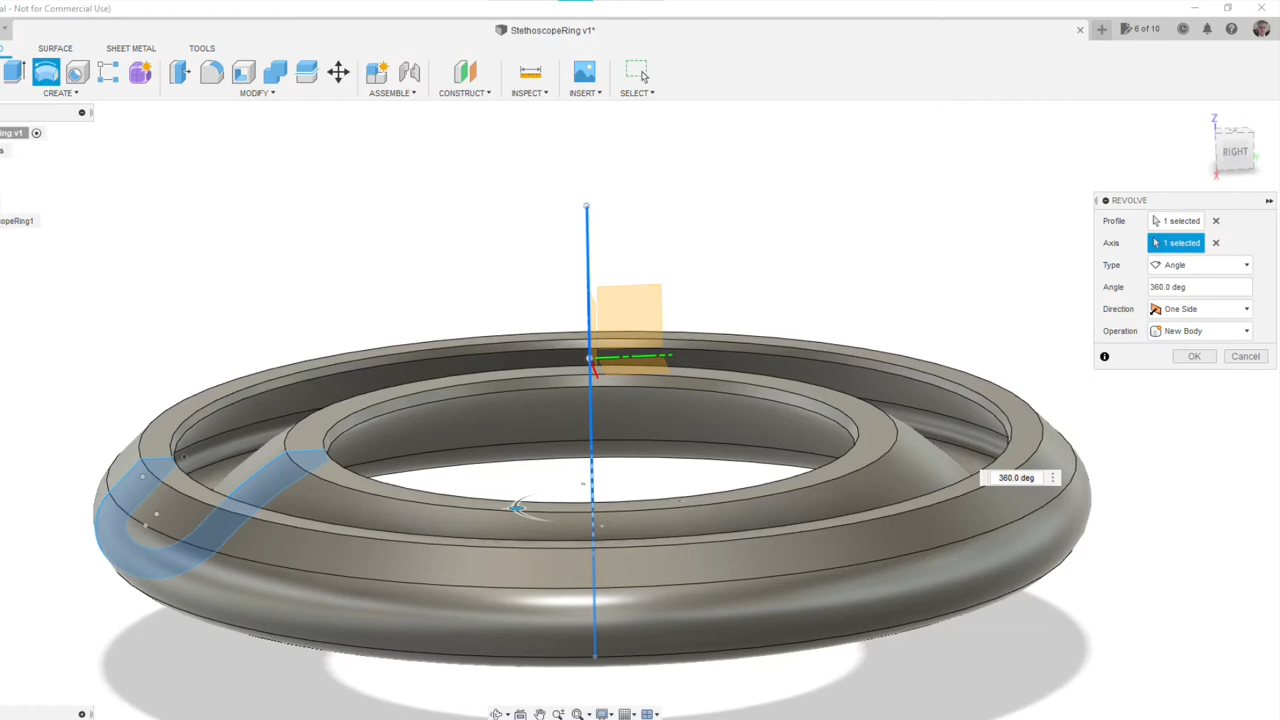 al - Not for Commercial Use)
StethoscopeRing v1*
6 of 10
SURFACE
SHEET METAL
TOOLS
CREATE
MODIFY
ASSEMBLE
CONSTRUCT
INSPECT
INSERT
SELECT
ing v1
s
copeRing1
Z
RIGHT
Y
X
REVOLVE
Profile 1 selected
Axis 1 selected
Type Angle
Angle 360.0 deg
Direction One Side
Operation New Body
OK Cancel
360.0 deg